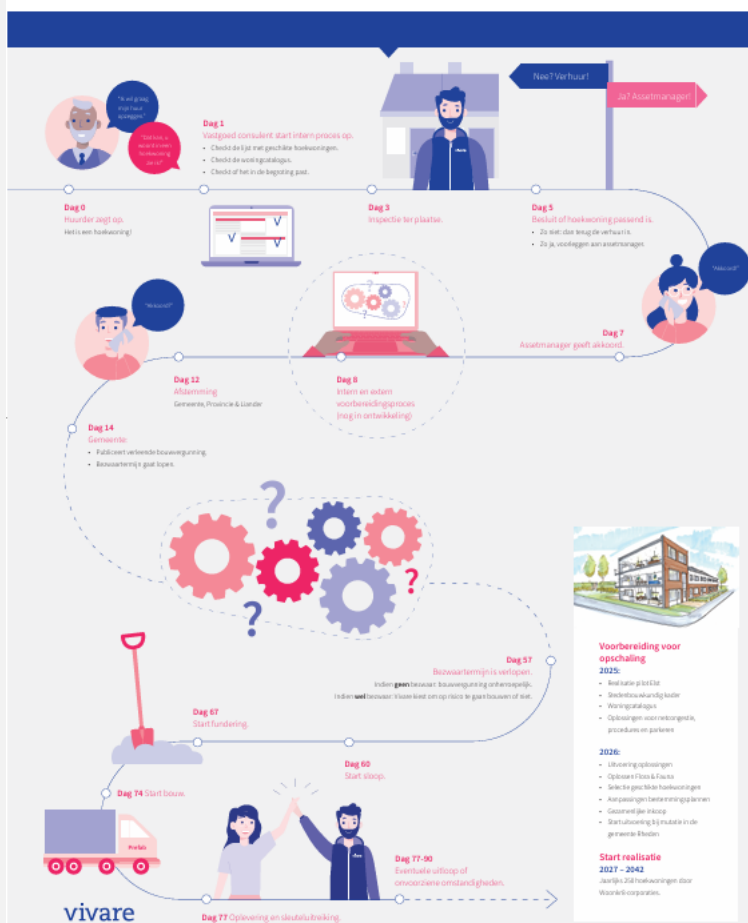 "Ik wil graag mijn huur opzeggen."
Nee? Verhuur!
Ja? Assetmanager!
Dag 1
Vastgoed consulent start intern proces op.
• Checkt de lijst met geschikte hoekwoningen.
• Checkt de woningcatalogus.
• Checkt of het in de begroting past.
Dag 0
Huurder zegt op.
Het is een hoekwoning!
Dag 3
Inspectie ter plaatse.
Dag 5
Besluit of hoekwoning passend is.
• Zo niet: dan terug de verhuur in.
• Zo ja, voorleggen aan assetmanager.
"Akkoord!"
"Akkoord!"
Dag 7
Assetmanager geeft akkoord.
Dag 12
Afstemming
Gemeente, Provincie & Liander
Dag 8
Intern en extern
voorbereidingsproces
(nog in ontwikkeling)
Dag 14
Gemeente:
• Publiceert verleende bouwvergunning.
• Bezwaartermijn gaat lopen.
?
?
?
Dag 57
Bezwaartermijn is verlopen.
Indien geen bezwaar: bouwvergunning onherroepelijk.
Indien wel bezwaar: Vivare kiest om op risico te gaan bouwen of niet.
Dag 67
Start fundering.
Dag 60
Start sloop.
Dag 74 Start bouw.
Prefab
Dag 77-90
Eventuele uitloop of
onvoorziene omstandigheden.
vivare
Dag 77 Oplevering en sleuteluitreiking.
Voorbereiding voor
opschaling
2025:
• Realisatie pilot Elst
• Stedenbouwkundig kader
• Woningcatalogus
• Oplossingen voor netcongestie,
procedures en parkeren
2026:
• Uitvoering oplossingen
• Oplossen Flora & Fauna
• Selectie geschikte hoekwoningen
• Aanpassingen bestemmingsplannen
• Gezamenlijke inkoop
• Start uitvoering bij mutatie in de
gemeente Rheden
Start realisatie
2027 – 2042
Jaarlijks 250 hoekwoningen door
Woondeli-corporaties.